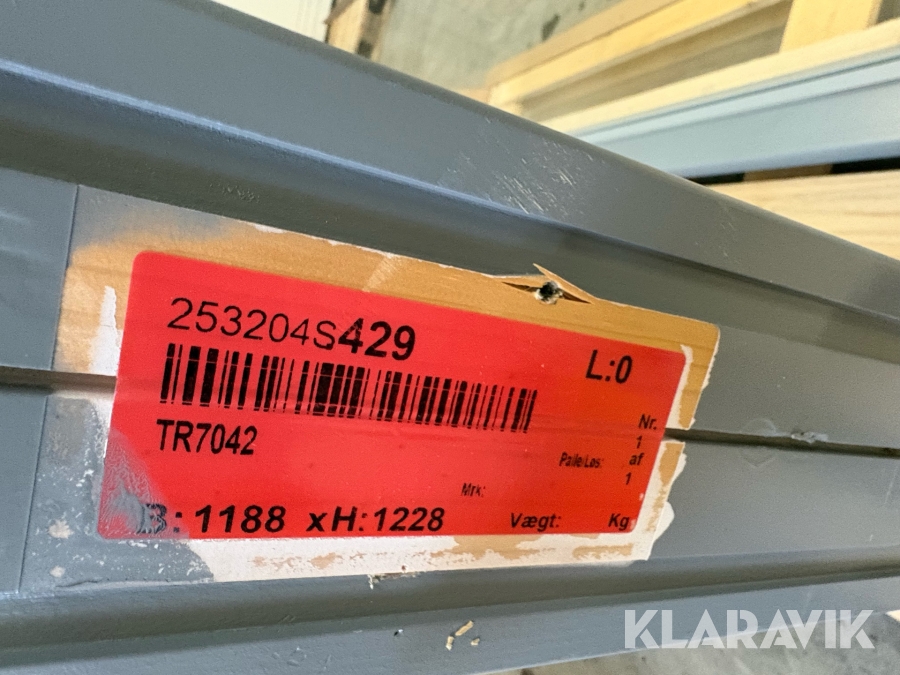 253204S429
L:0
TR7042
Nr.
1
Palle/Løs: af
1
Mrk:
B: 1188 xH: 1228 Vægt: Kg
KLARAVIK